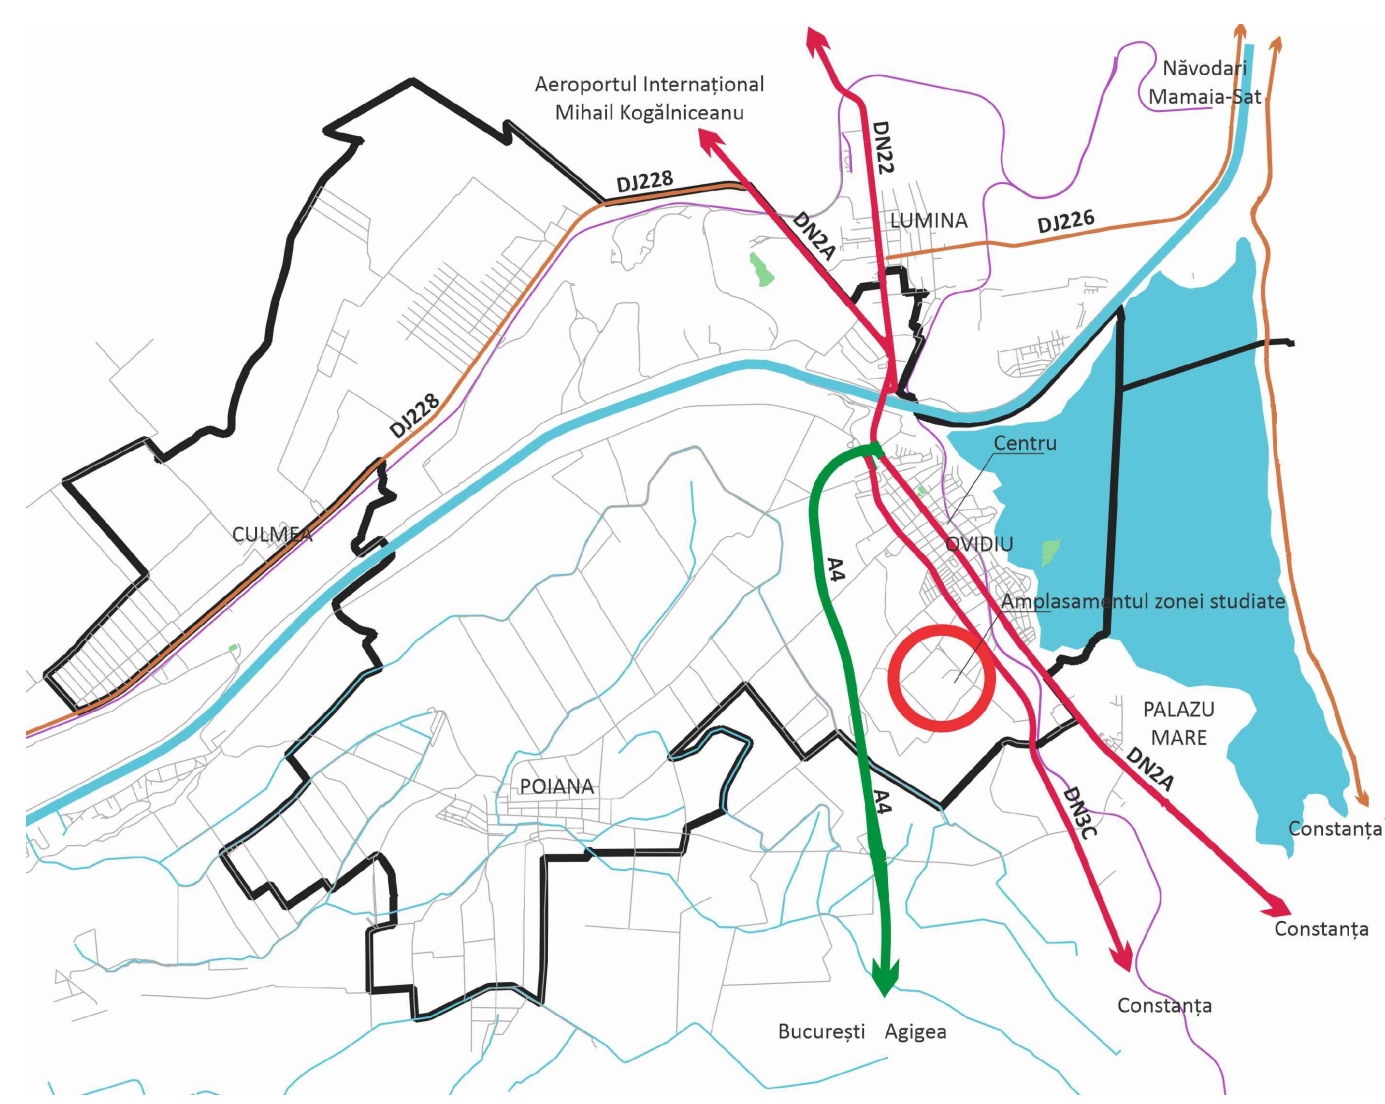 Năvodari
Mamaia-Sat
Aeroportul Internațional
Mihail Kogălniceanu
DN22
DJ228
LUMINA
DJ226
DN2A
DJ228
Centru
CULMEA
OVIDIU
A4
Amplasamentul zonei studiate
PALAZU
MARE
DN2A
POIANA
A4
DN3C
Constanța
Constanța
Constanța
București Agigea